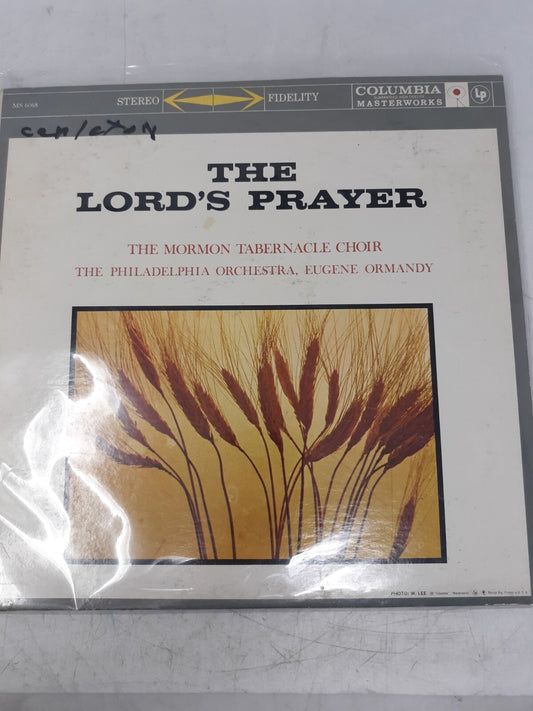 MS 6068
STEREO FIDELITY
COLUMBIA
MASTERWORKS
LP
THE
LORD'S PRAYER
THE MORMON TABERNACLE CHOIR
THE PHILADELPHIA ORCHESTRA, EUGENE ORMANDY
PHOTO: W. LEE